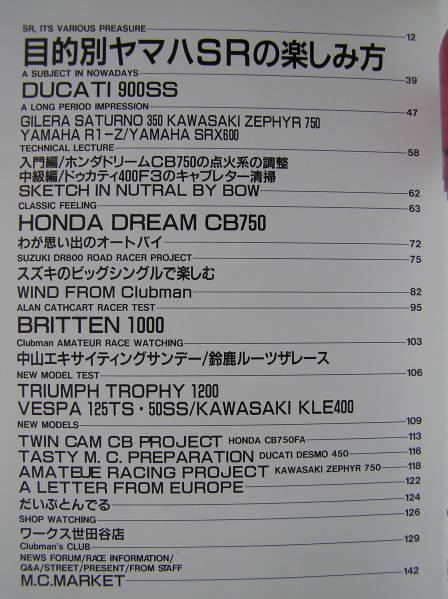 SR, ITS VARIOUS PREASURE 12
目的別ヤマハSRの楽しみ方
A SUBJECT IN NOWADAYS 39
DUCATI 900SS
A LONG PERIOD IMPRESSION 47
GILERA SATURNO 350 KAWASAKI ZEPHYR 750
YAMAHA R1-Z/YAMAHA SRX600
TECHNICAL LECTURE 58
入門編/ホンダドリームCB750の点火系の調整
中級編/ドゥカティ400F3のキャブレター清掃
SKETCH IN NUTRAL BY BOW 62
CLASSIC FEELING 63
HONDA DREAM CB750
わが思い出のオートバイ 72
SUZUKI DR800 ROAD RACER PROJECT 75
スズキのビッグシングルで楽しむ
WIND FROM Clubman 82
ALAN CATHCART RACER TEST 95
BRITTEN 1000
Clubman AMATEUR RACE WATCHING 103
中山エキサイティングサンデー/鈴鹿ルーツザレース
NEW MODEL TEST 106
TRIUMPH TROPHY 1200
VESPA 125TS・50SS/KAWASAKI KLE400
NEW MODELS 109
TWIN CAM CB PROJECT HONDA CB750FA 113
TASTY M. C. PREPARATION DUCATI DESMO 450 116
AMATEUE RACING PROJECT KAWASAKI ZEPHYR 750 118
A LETTER FROM EUROPE 122
だいぶとんでる 124
SHOP WATCHING 126
ワークス世田谷店
Clubman's CLUB 129
NEWS FORUM/RACE INFORMATION/
Q&A/STREET/PRESENT/FROM STAFF
M.C.MARKET 142